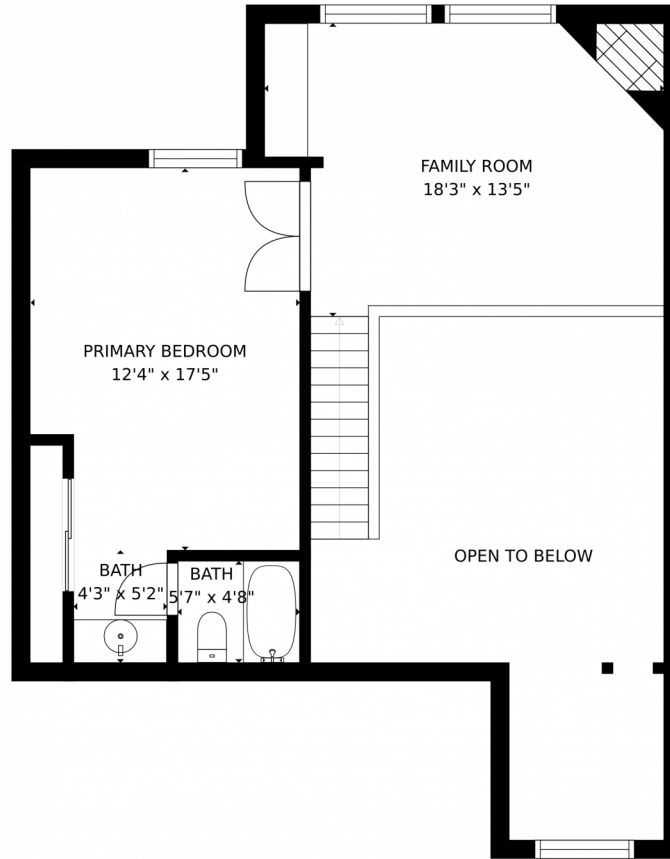 FAMILY ROOM
18'3" x 13'5"
PRIMARY BEDROOM
12'4" x 17'5"
OPEN TO BELOW
BATH
4'3" x 5'2"
BATH
5'7" x 4'8"